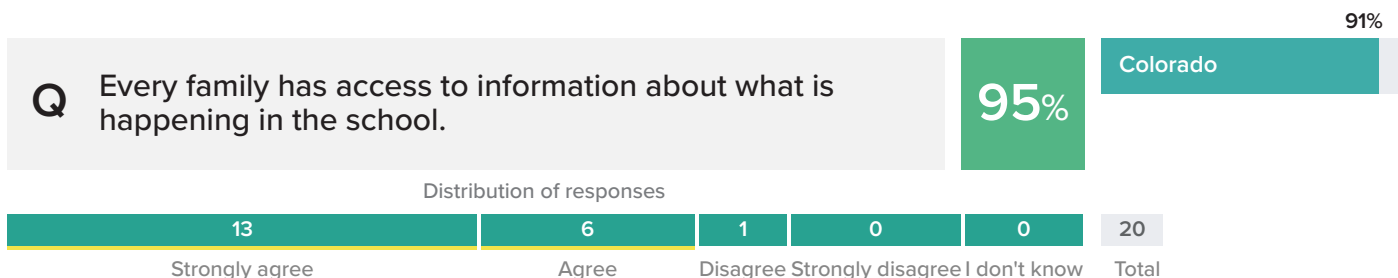 91%
Q
Every family has access to information about what is
happening in the school.
95%
Colorado
Distribution of responses
13 6 1 0 0 20
Strongly agree Agree Disagree Strongly disagree I don't know Total